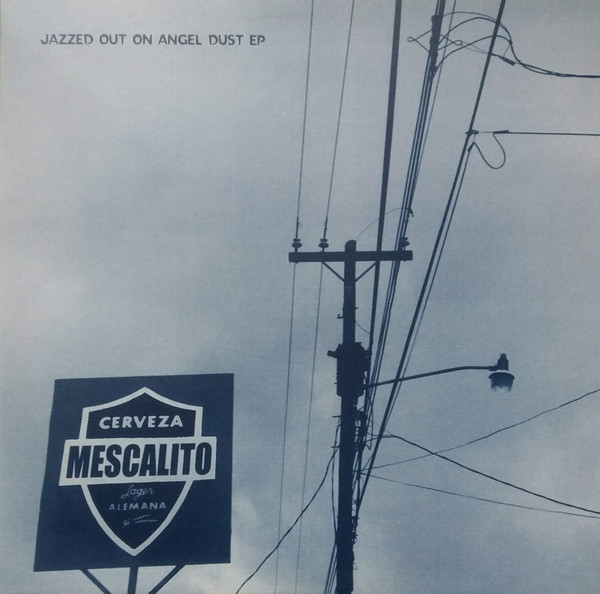 JAZZED OUT ON ANGEL DUST EP
CERVEZA
MESCALITO
Lager
ALEMANA